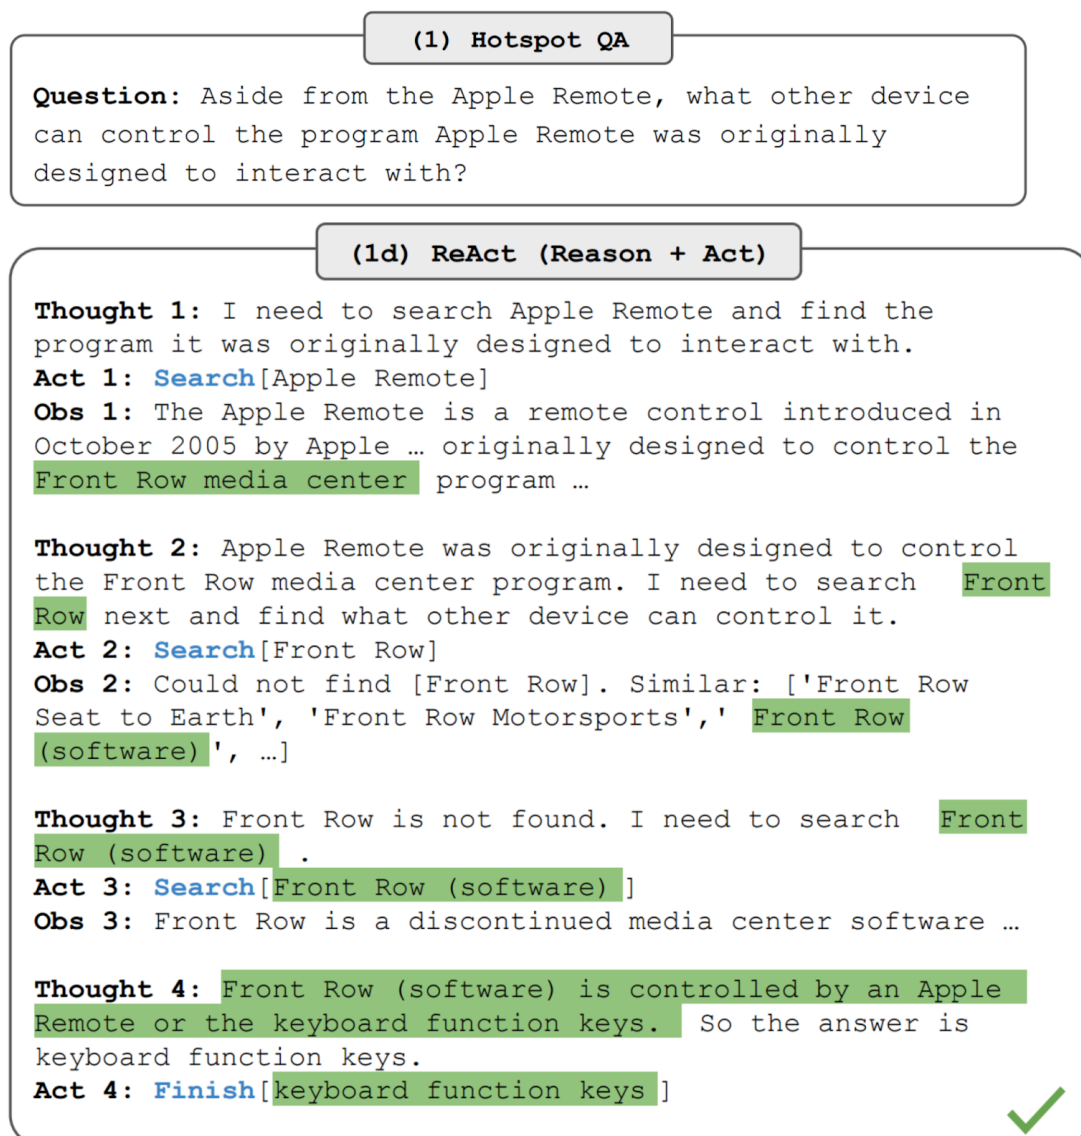 (1) Hotspot QA
Question: Aside from the Apple Remote, what other device
can control the program Apple Remote was originally
designed to interact with?
(1d) ReAct (Reason + Act)
Thought 1: I need to search Apple Remote and find the
program it was originally designed to interact with.
Act 1: Search[Apple Remote]
Obs 1: The Apple Remote is a remote control introduced in
October 2005 by Apple … originally designed to control the
Front Row media center program …
Thought 2: Apple Remote was originally designed to control
the Front Row media center program. I need to search Front
Row next and find what other device can control it.
Act 2: Search[Front Row]
Obs 2: Could not find [Front Row]. Similar: ['Front Row
Seat to Earth', 'Front Row Motorsports',' Front Row
(software) ', …]
Thought 3: Front Row is not found. I need to search Front
Row (software) .
Act 3: Search[Front Row (software) ]
Obs 3: Front Row is a discontinued media center software …
Thought 4: Front Row (software) is controlled by an Apple
Remote or the keyboard function keys. So the answer is
keyboard function keys.
Act 4: Finish[keyboard function keys ]